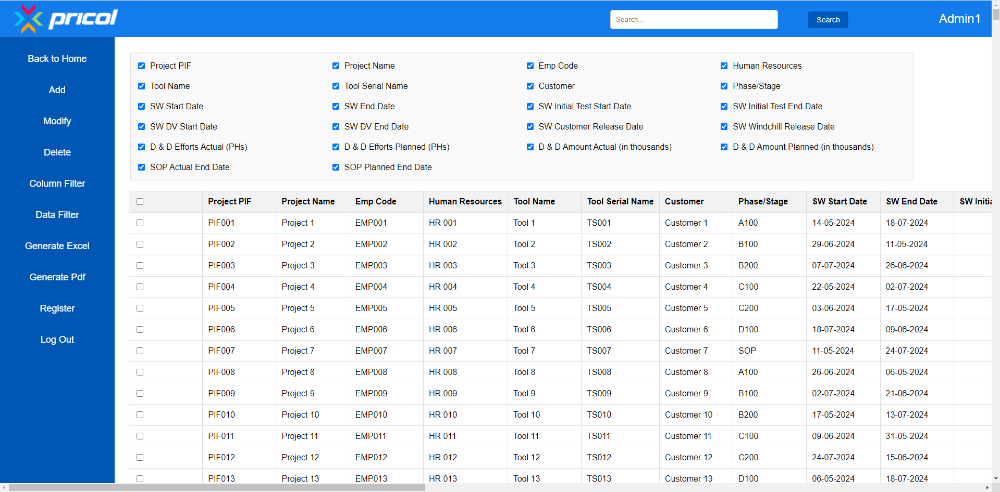 pricol
Search...
Search
Admin1
Back to Home
Add
Modify
Delete
Column Filter
Data Filter
Generate Excel
Generate Pdf
Register
Log Out
Project PIF Project Name Emp Code Human Resources
Tool Name Tool Serial Name Customer Phase/Stage
SW Start Date SW End Date SW Initial Test Start Date SW Initial Test End Date
SW DV Start Date SW DV End Date SW Customer Release Date SW Windchill Release Date
D & D Efforts Actual (PHs) D & D Efforts Planned (PHs) D & D Amount Actual (in thousands) D & D Amount Planned (in thousands)
SOP Actual End Date SOP Planned End Date
Project PIF Project Name Emp Code Human Resources Tool Name Tool Serial Name Customer Phase/Stage SW Start Date SW End Date SW Initia
PIF001 Project 1 EMP001 HR 001 Tool 1 TS001 Customer 1 A100 14-05-2024 18-07-2024
PIF002 Project 2 EMP002 HR 002 Tool 2 TS002 Customer 2 B100 29-06-2024 11-05-2024
PIF003 Project 3 EMP003 HR 003 Tool 3 TS003 Customer 3 B200 07-07-2024 26-06-2024
PIF004 Project 4 EMP004 HR 004 Tool 4 TS004 Customer 4 C100 22-05-2024 02-07-2024
PIF005 Project 5 EMP005 HR 005 Tool 5 TS005 Customer 5 C200 03-06-2024 17-05-2024
PIF006 Project 6 EMP006 HR 006 Tool 6 TS006 Customer 6 D100 18-07-2024 09-06-2024
PIF007 Project 7 EMP007 HR 007 Tool 7 TS007 Customer 7 SOP 11-05-2024 24-07-2024
PIF008 Project 8 EMP008 HR 008 Tool 8 TS008 Customer 8 A100 26-06-2024 06-05-2024
PIF009 Project 9 EMP009 HR 009 Tool 9 TS009 Customer 9 B100 02-07-2024 21-06-2024
PIF010 Project 10 EMP010 HR 010 Tool 10 TS010 Customer 10 B200 17-05-2024 13-07-2024
PIF011 Project 11 EMP011 HR 011 Tool 11 TS011 Customer 11 C100 09-06-2024 31-05-2024
PIF012 Project 12 EMP012 HR 012 Tool 12 TS012 Customer 12 C200 24-07-2024 15-06-2024
PIF013 Project 13 EMP013 HR 013 Tool 13 TS013 Customer 13 D100 06-05-2024 18-07-2024